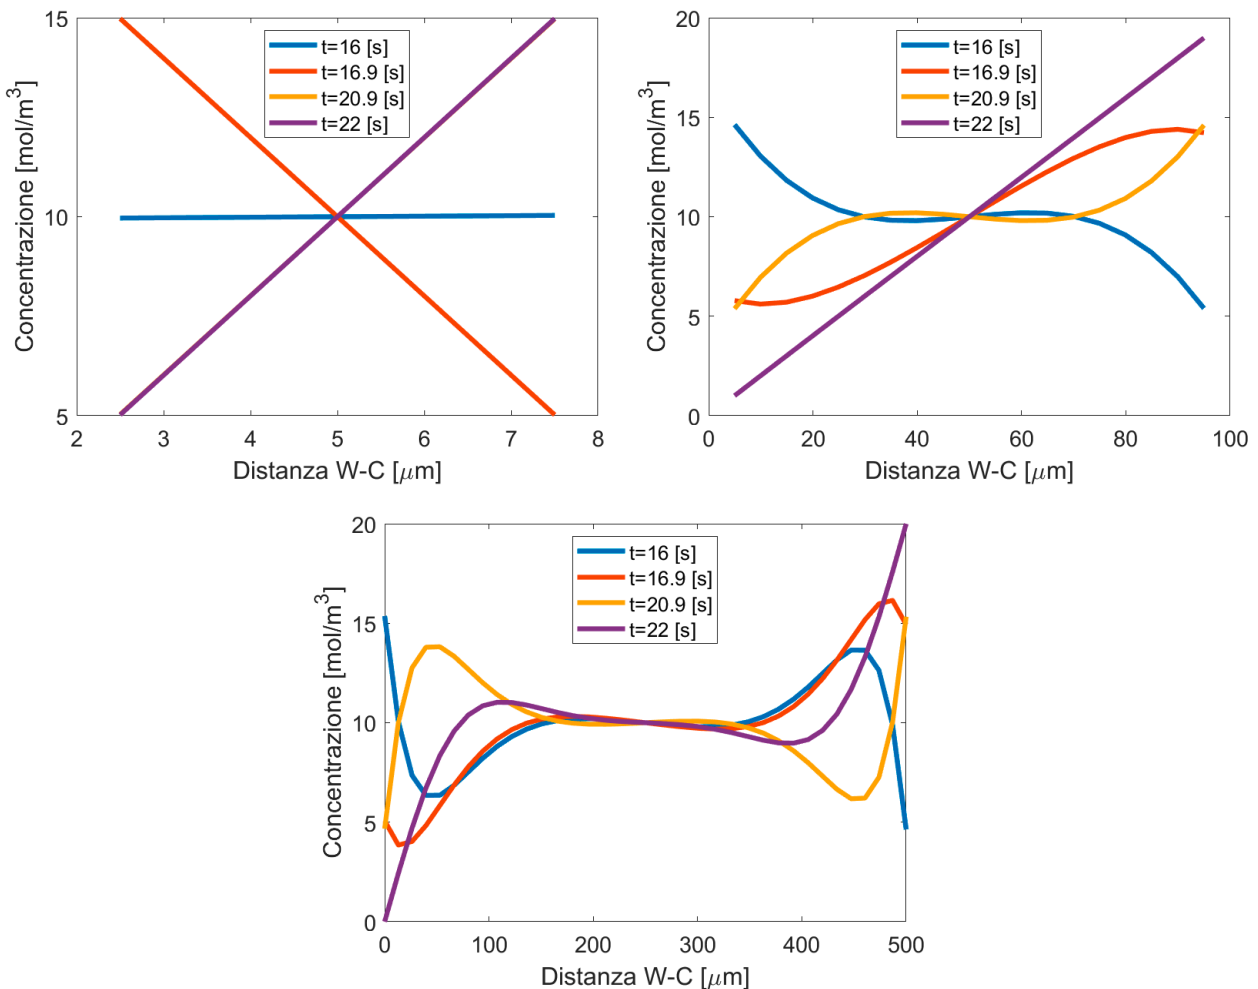 15
10
5
Concentrazione [mol/m³]
t=16 [s]
t=16.9 [s]
t=20.9 [s]
t=22 [s]
2 3 4 5 6 7 8
Distanza W-C [μm]
20
15
10
5
0
Concentrazione [mol/m³]
t=16 [s]
t=16.9 [s]
t=20.9 [s]
t=22 [s]
0 20 40 60 80 100
Distanza W-C [μm]
20
15
10
5
0
Concentrazione [mol/m³]
t=16 [s]
t=16.9 [s]
t=20.9 [s]
t=22 [s]
0 100 200 300 400 500
Distanza W-C [μm]